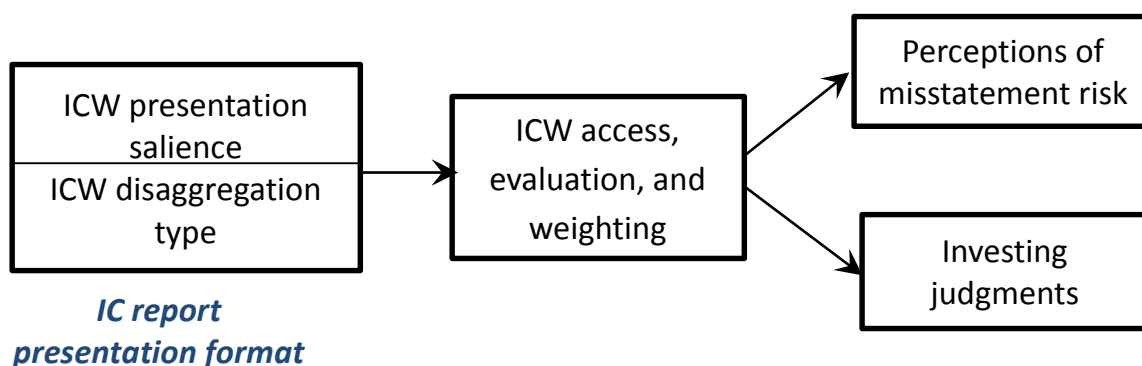 ICW presentation
salience
ICW disaggregation
type
IC report
presentation format
ICW access,
evaluation, and
weighting
Perceptions of
misstatement risk
Investing
judgments